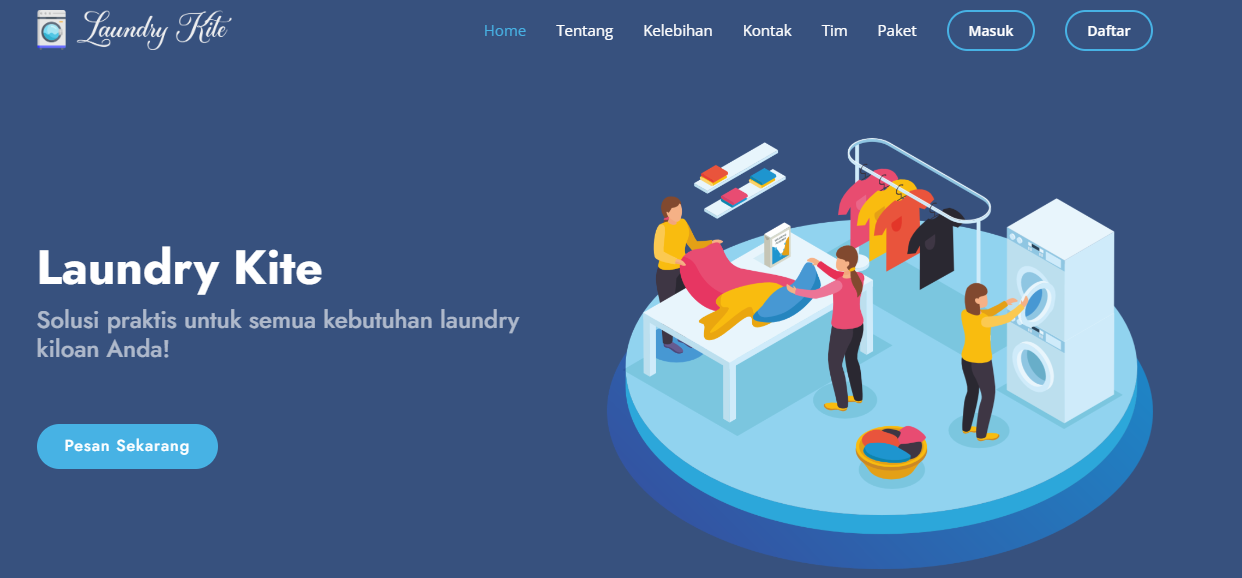 Laundry Kite
Home Tentang Kelebihan Kontak Tim Paket Masuk Daftar
Laundry Kite
Solusi praktis untuk semua kebutuhan laundry
kiloan Anda!
Pesan Sekarang